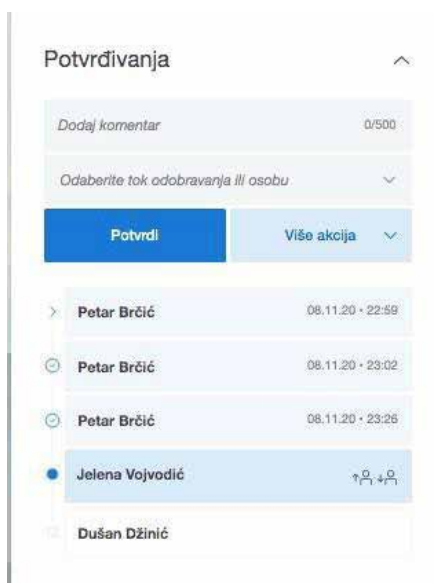 Potvrđivanja
Dodaj komentar 0/500
Odaberite tok odobravanja ili osobu
Potvrdi Više akcija
Petar Brčić 08.11.20 • 22:59
Petar Brčić 08.11.20 • 23:02
Petar Brčić 08.11.20 • 23:26
Jelena Vojvodić
Dušan Džinić